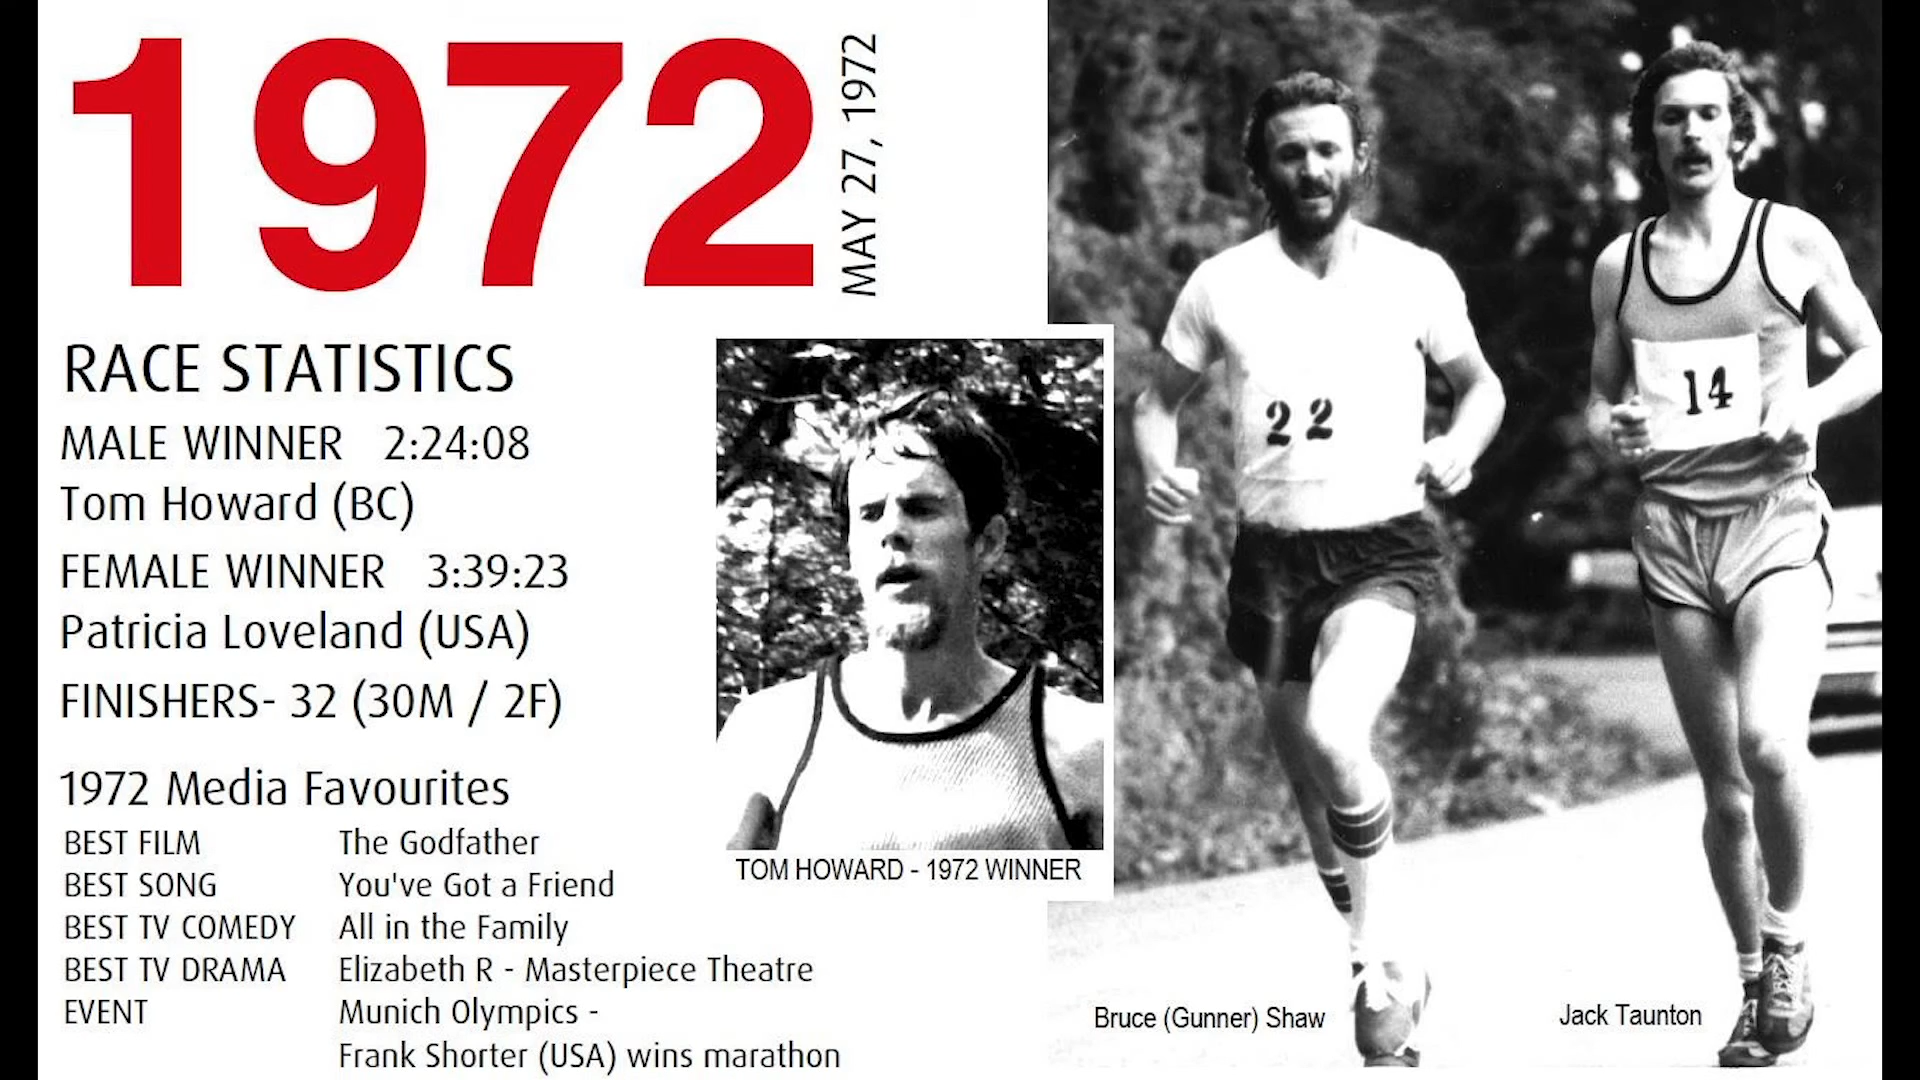 1972
MAY 27, 1972
RACE STATISTICS
MALE WINNER 2:24:08
Tom Howard (BC)
FEMALE WINNER 3:39:23
Patricia Loveland (USA)
FINISHERS- 32 (30M / 2F)
1972 Media Favourites
BEST FILM The Godfather
BEST SONG You've Got a Friend
BEST TV COMEDY All in the Family
BEST TV DRAMA Elizabeth R - Masterpiece Theatre
EVENT Munich Olympics -
Frank Shorter (USA) wins marathon
TOM HOWARD - 1972 WINNER
22
14
Bruce (Gunner) Shaw
Jack Taunton